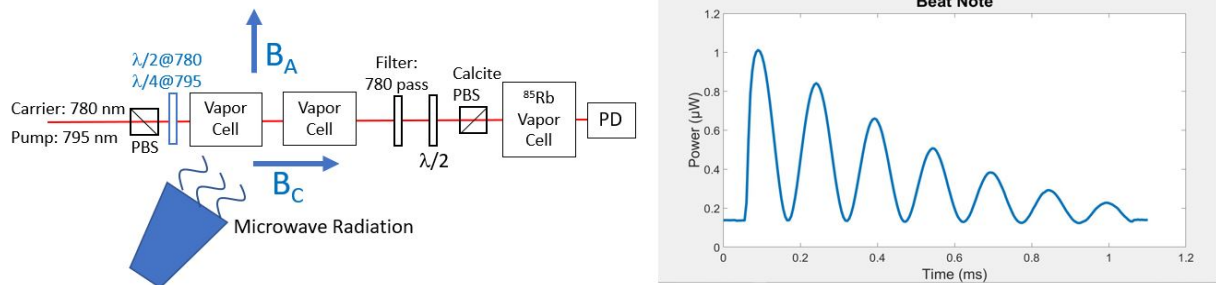 λ/2@780
λ/4@795
Carrier: 780 nm
Pump: 795 nm
PBS
Vapor
Cell
Vapor
Cell
B_A
B_C
Microwave Radiation
Filter:
780 pass
λ/2
Calcite
PBS
⁸⁵Rb
Vapor
Cell
PD
Beat Note
Power (μW)
1.2
1
0.8
0.6
0.4
0.2
0
0
0.2
0.4
0.6
0.8
1
1.2
Time (ms)